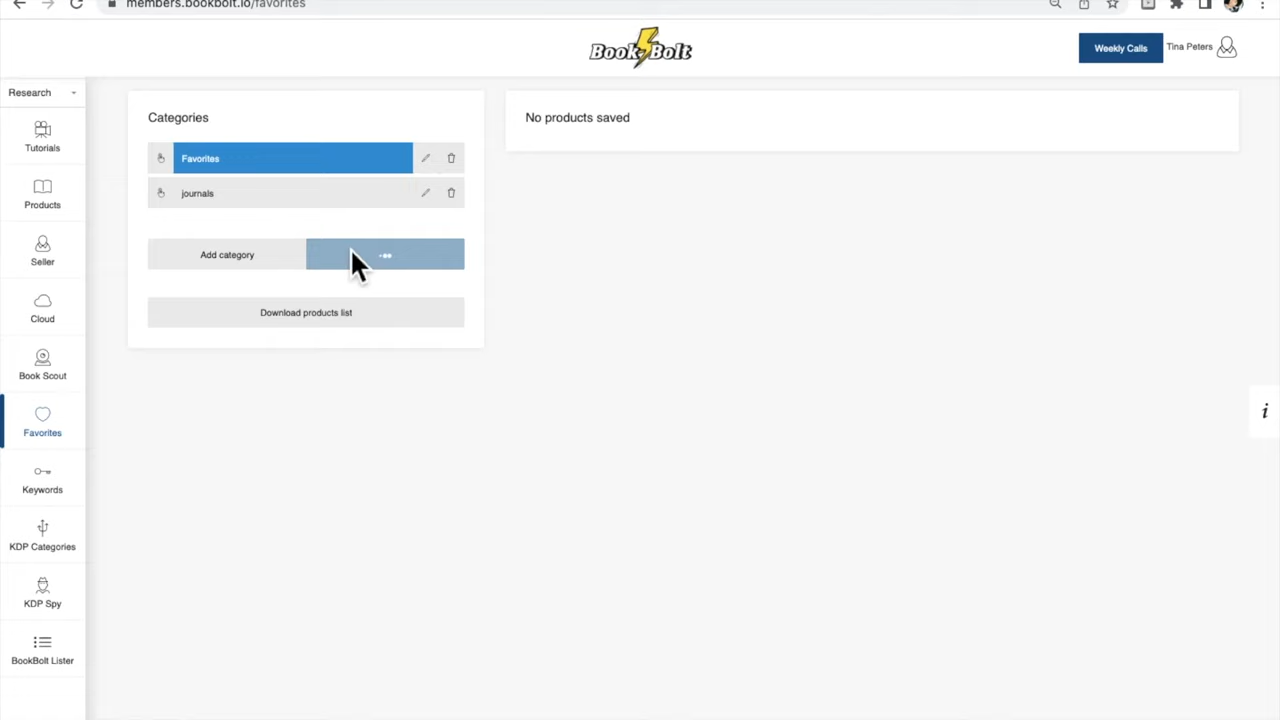 members.bookbolt.io/favorites
Book Bolt
Weekly Calls
Tina Peters
Research
Tutorials
Products
Seller
Cloud
Book Scout
Favorites
Keywords
KDP Categories
KDP Spy
BookBolt Lister
Categories
Favorites
journals
Add category
Download products list
No products saved
i